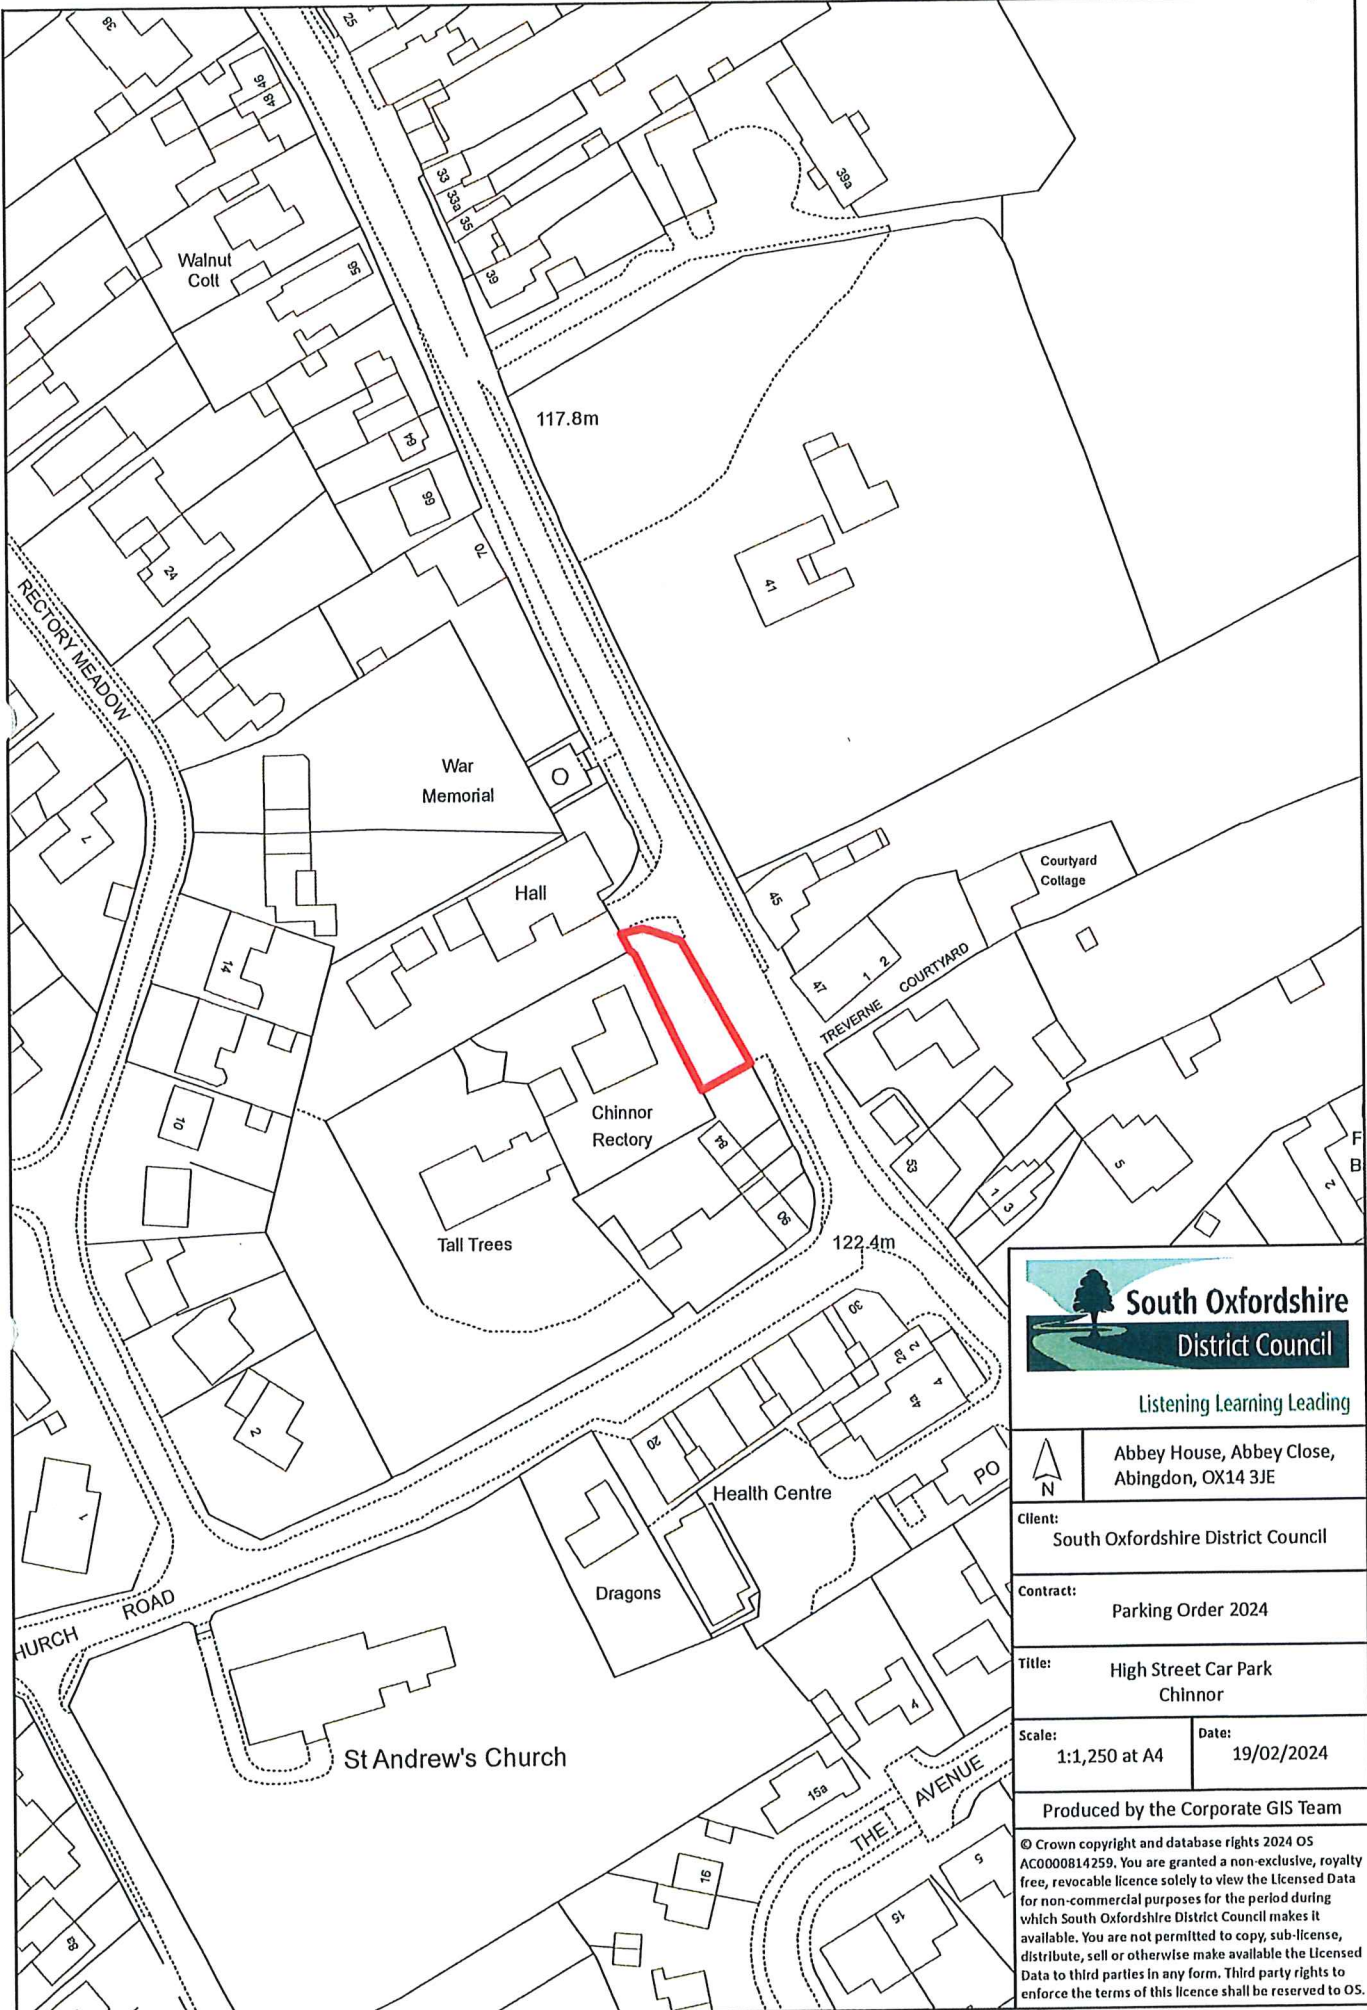 38
25
46
48
33
33a
35
39
39a
Walnut
Cott
56
64
66
70
117.8m
24
41
RECTORY MEADOW
War
Memorial
7
Hall
45
Courtyard
Cottage
47
1 2
TREVERNE COURTYARD
14
10
Chinnor
Rectory
84
90
53
1
3
5
2
F
B
Tall Trees
122.4m
2
30
20
2a 2
4a 4
PO
Health Centre
Dragons
1
CHURCH ROAD
St Andrew's Church
4
15a
THE AVENUE
16
15
5
83
South Oxfordshire
District Council
Listening Learning Leading
N
Abbey House, Abbey Close,
Abingdon, OX14 3JE
Client:
South Oxfordshire District Council
Contract:
Parking Order 2024
Title:
High Street Car Park
Chinnor
Scale:
1:1,250 at A4
Date:
19/02/2024
Produced by the Corporate GIS Team
© Crown copyright and database rights 2024 OS
AC0000814259. You are granted a non-exclusive, royalty
free, revocable licence solely to view the Licensed Data
for non-commercial purposes for the period during
which South Oxfordshire District Council makes it
available. You are not permitted to copy, sub-license,
distribute, sell or otherwise make available the Licensed
Data to third parties in any form. Third party rights to
enforce the terms of this licence shall be reserved to OS.